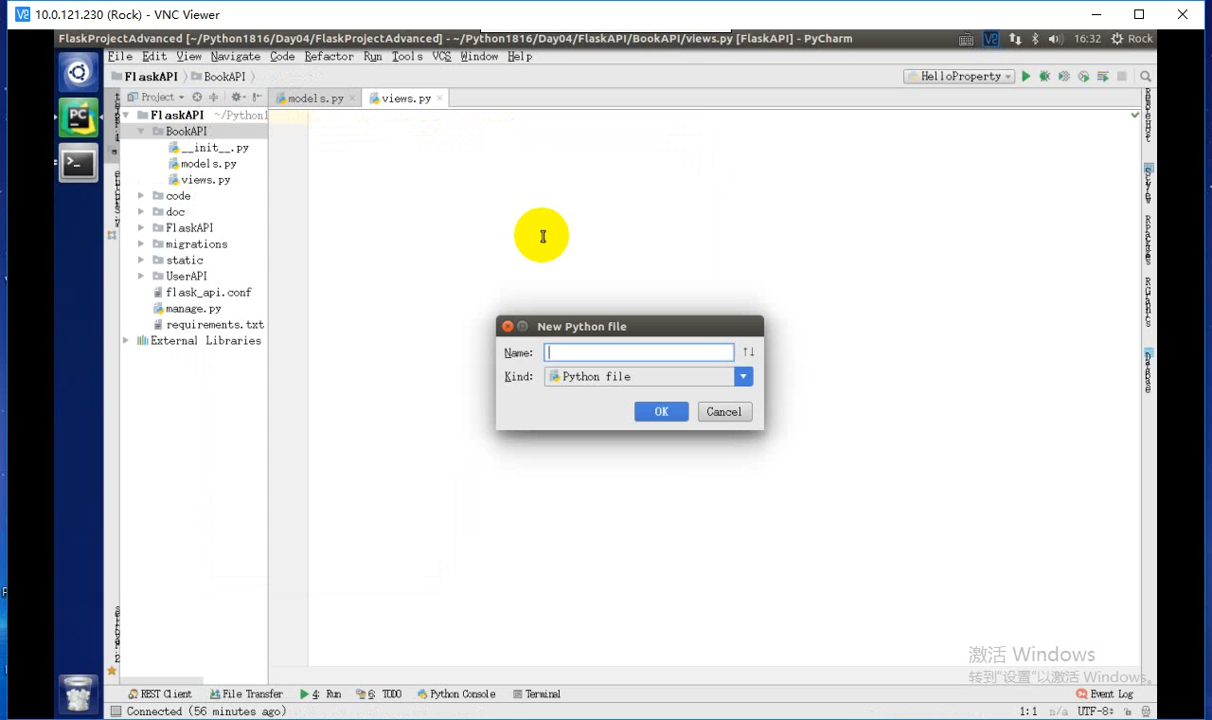 10.0.121.230 (Rock) - VNC Viewer
FlaskProjectAdvanced [~/Python1816/Day04/FlaskProjectAdvanced] - ~/Python1816/Day04/FlaskAPI/BookAPI/views.py [FlaskAPI] - PyCharm
16:32 Rock
File Edit View Navigate Code Refactor Run Tools VCS Window Help
FlaskAPI BookAPI
HelloProperty
Project
models.py
views.py
FlaskAPI ~/Python1
BookAPI
__init__.py
models.py
views.py
code
doc
FlaskAPI
migrations
static
UserAPI
flask_api.conf
manage.py
requirements.txt
External Libraries
New Python file
Name:
Kind: Python file
OK Cancel
激活 Windows
转到"设置"以激活 Windows。
REST Client File Transfer 4: Run 6: TODO Python Console Terminal Event Log
Connected (56 minutes ago) 1:1 n/a UTF-8